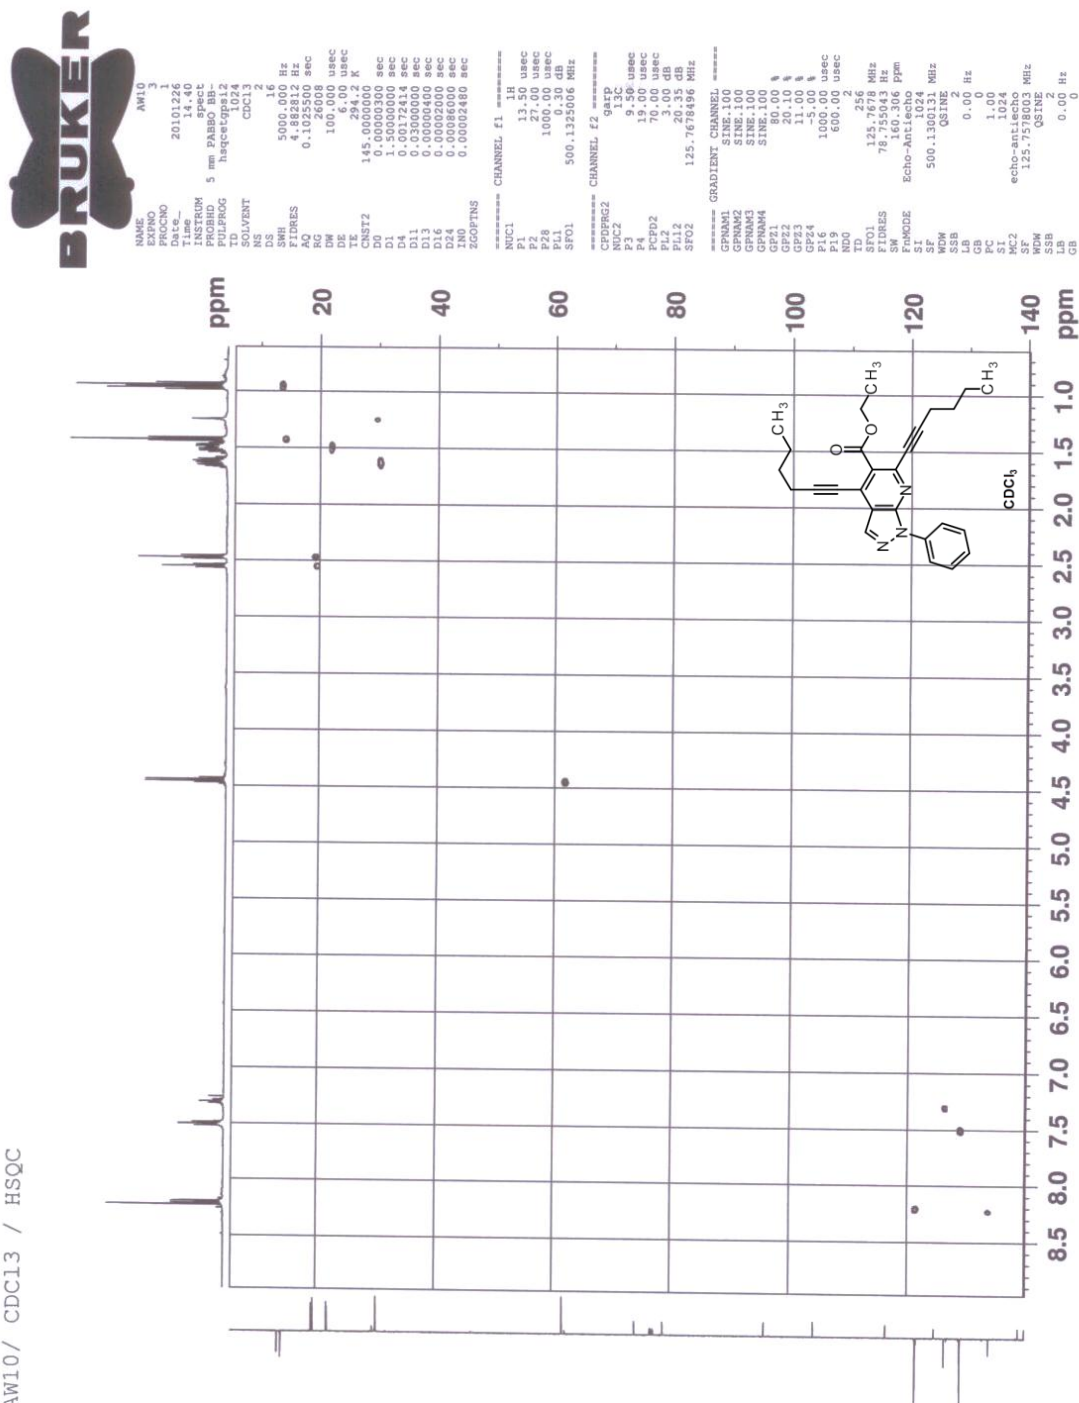 AW10/ CDCl3 / HSQC
BRUKER
NAME AW10
EXPNO 3
PROCNO 1
Date_ 20101226
Time 14.40
INSTRUM spect
PROBHD 5 mm PABBO BB-
PULPROG hsqcetgpsi2
TD 1024
SOLVENT CDCl3
NS 2
DS 16
SWH 5000.000 Hz
FIDRES 4.882812 Hz
AQ 0.1025500 sec
RG 26008
DW 100.000 usec
DE 6.00 usec
TE 294.2 K
CNST2 145.0000000
D0 0.00000300 sec
D1 1.50000000 sec
D4 0.00172414 sec
D11 0.03000000 sec
D13 0.00000400 sec
D16 0.00020000 sec
D24 0.00086000 sec
IN0 0.00002480 sec
ZGOPTNS
======== CHANNEL f1 ========
NUC1 1H
P1 13.50 usec
P2 27.00 usec
P28 1000.00 usec
PL1 0.30 dB
SFO1 500.1325006 MHz
======== CHANNEL f2 ========
CPDPRG2 garp
NUC2 13C
P3 9.50 usec
P4 19.00 usec
PCPD2 70.00 usec
PL2 3.00 dB
PL12 20.35 dB
SFO2 125.7678496 MHz
====== GRADIENT CHANNEL =====
GPNAM1 SINE.100
GPNAM2 SINE.100
GPNAM3 SINE.100
GPNAM4 SINE.100
GPZ1 80.00 %
GPZ2 20.10 %
GPZ3 11.00 %
GPZ4 -5.00 %
P16 1000.00 usec
P19 600.00 usec
ND0 2
TD 256
SFO1 125.7678 MHz
FIDRES 78.755043 Hz
SW 160.306 ppm
FnMODE Echo-Antiecho
SI 1024
SF 500.1300131 MHz
WDW QSINE
SSB 2
LB 0.00 Hz
GB 0
PC 1.00
SI 1024
MC2 echo-antiecho
SF 125.7578003 MHz
WDW QSINE
SSB 2
LB 0.00 Hz
GB 0
ppm
20
40
60
80
100
120
140
ppm
8.5 8.0 7.5 7.0 6.5 6.0 5.5 5.0 4.5 4.0 3.5 3.0 2.5 2.0 1.5 1.0
CH3
O
O
CH3
N
N
N
CH3
CDCl3